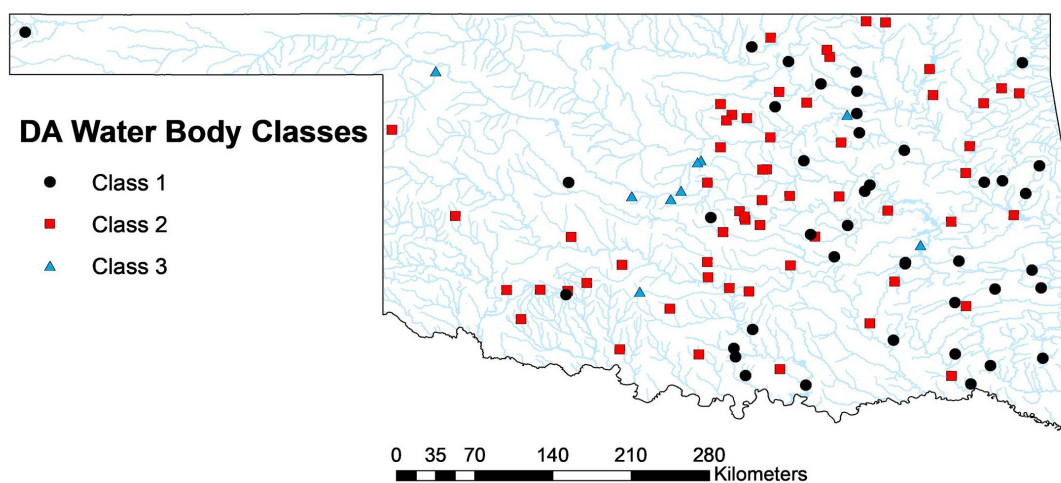 DA Water Body Classes
Class 1
Class 2
Class 3
0 35 70 140 210 280
Kilometers